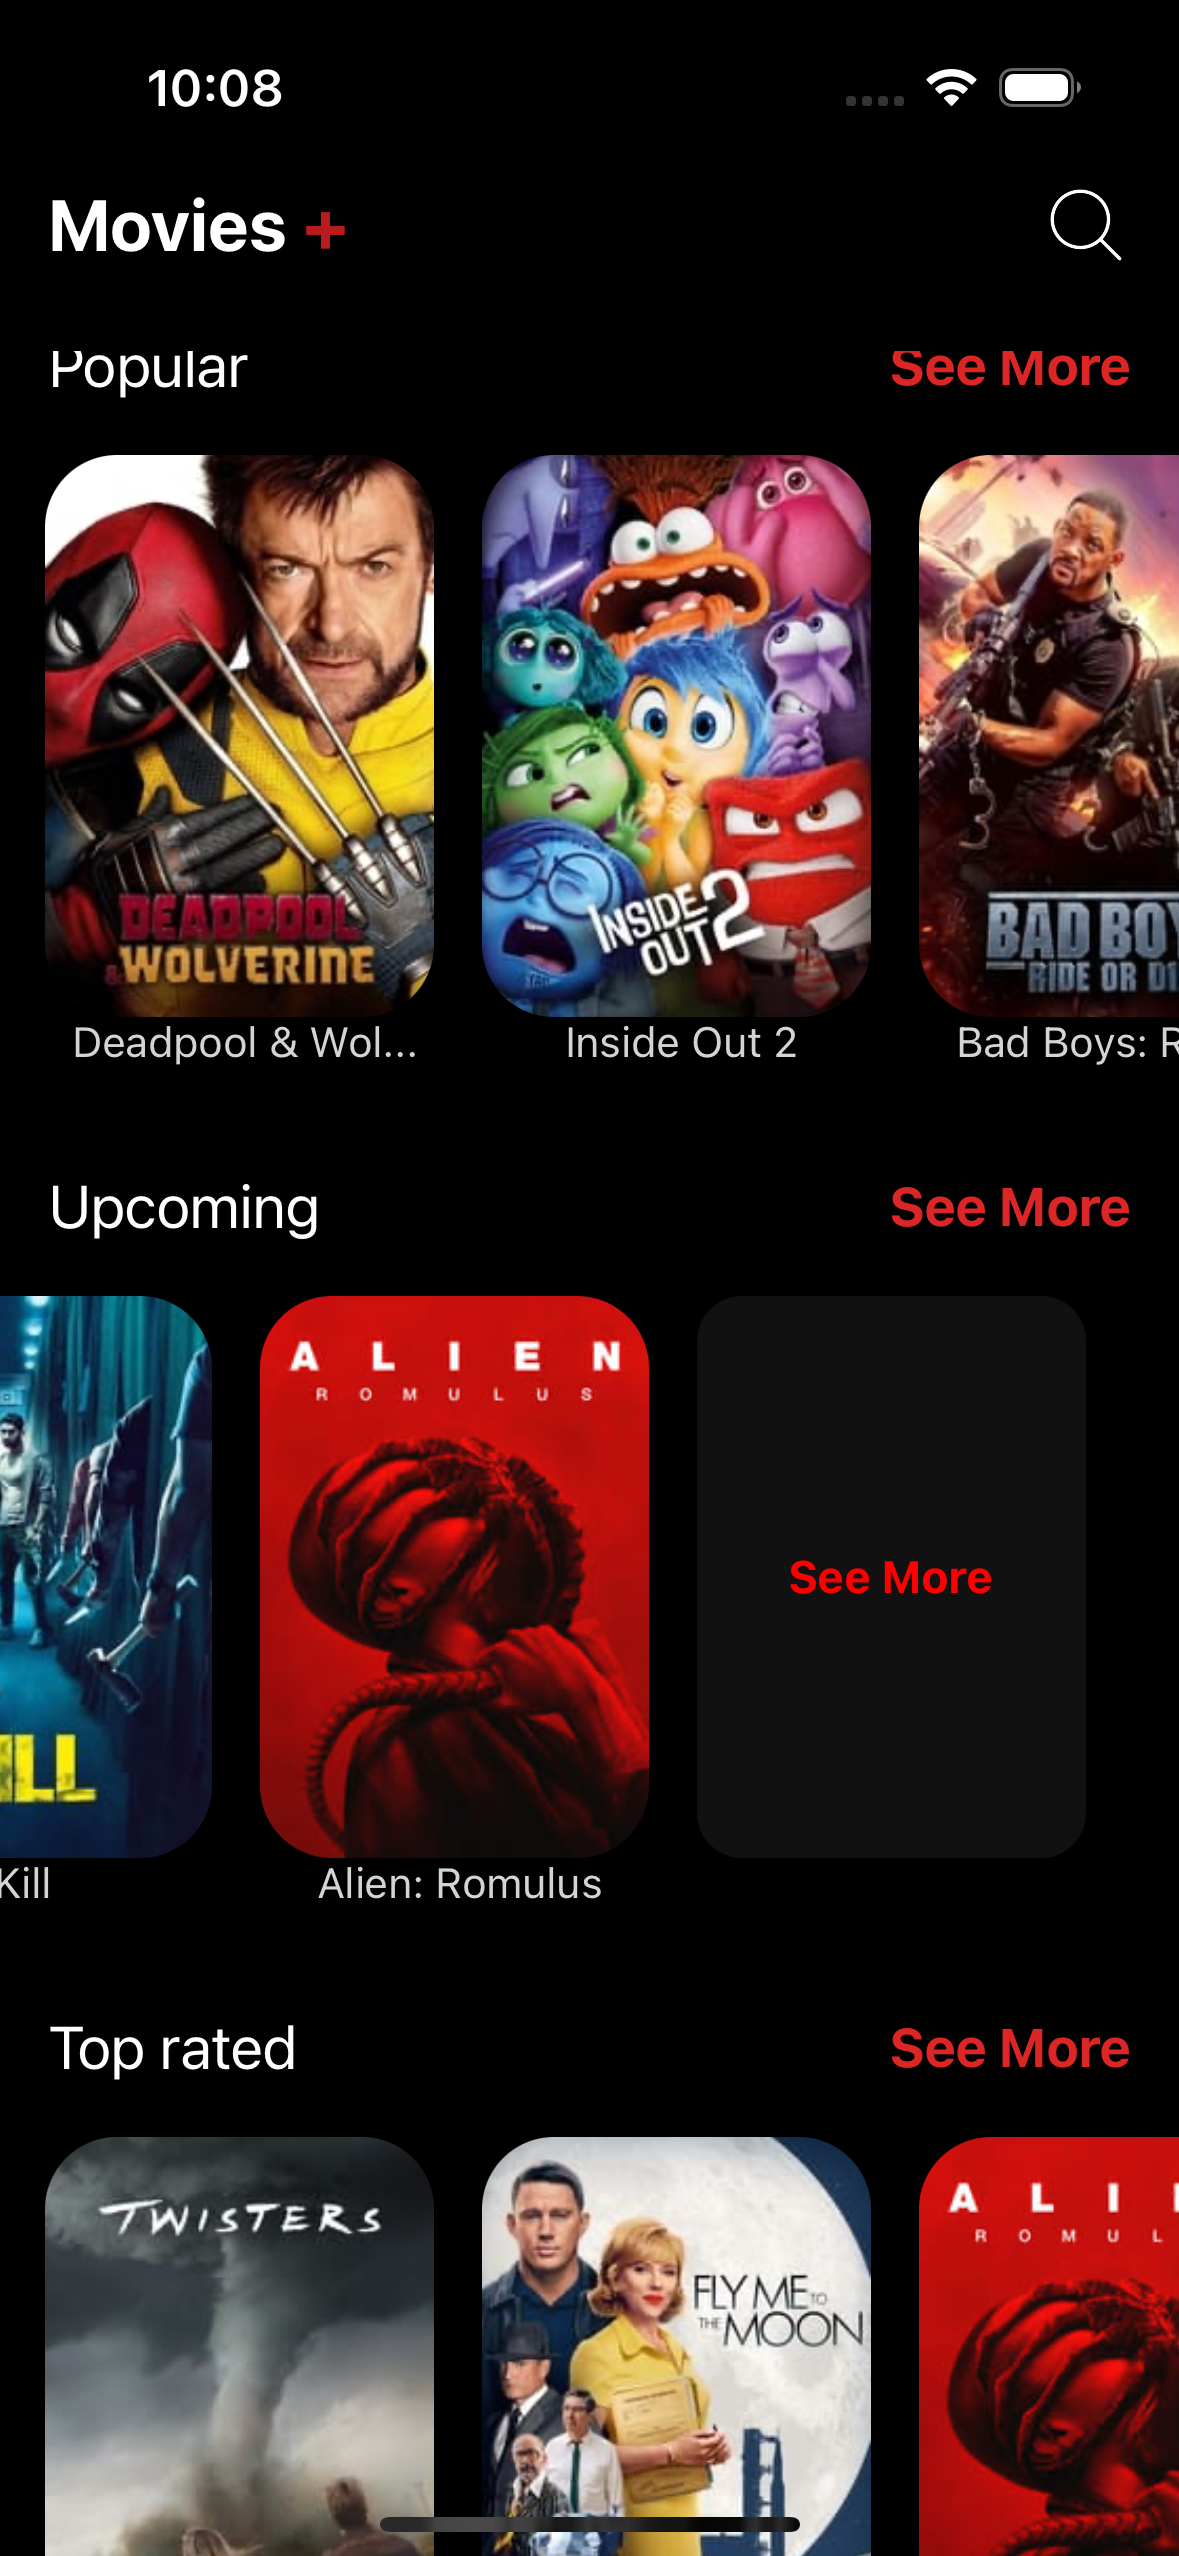 10:08
Movies +
Popular See More
DEADPOOL
& WOLVERINE
INSIDE
OUT 2
BAD BOY
RIDE OR DI
Deadpool & Wol...
Inside Out 2
Bad Boys: R
Upcoming See More
ALIEN
ROMULUS
ILL
See More
Kill
Alien: Romulus
Top rated See More
TWISTERS
FLY ME TO
THE MOON
ALI
ROMUL